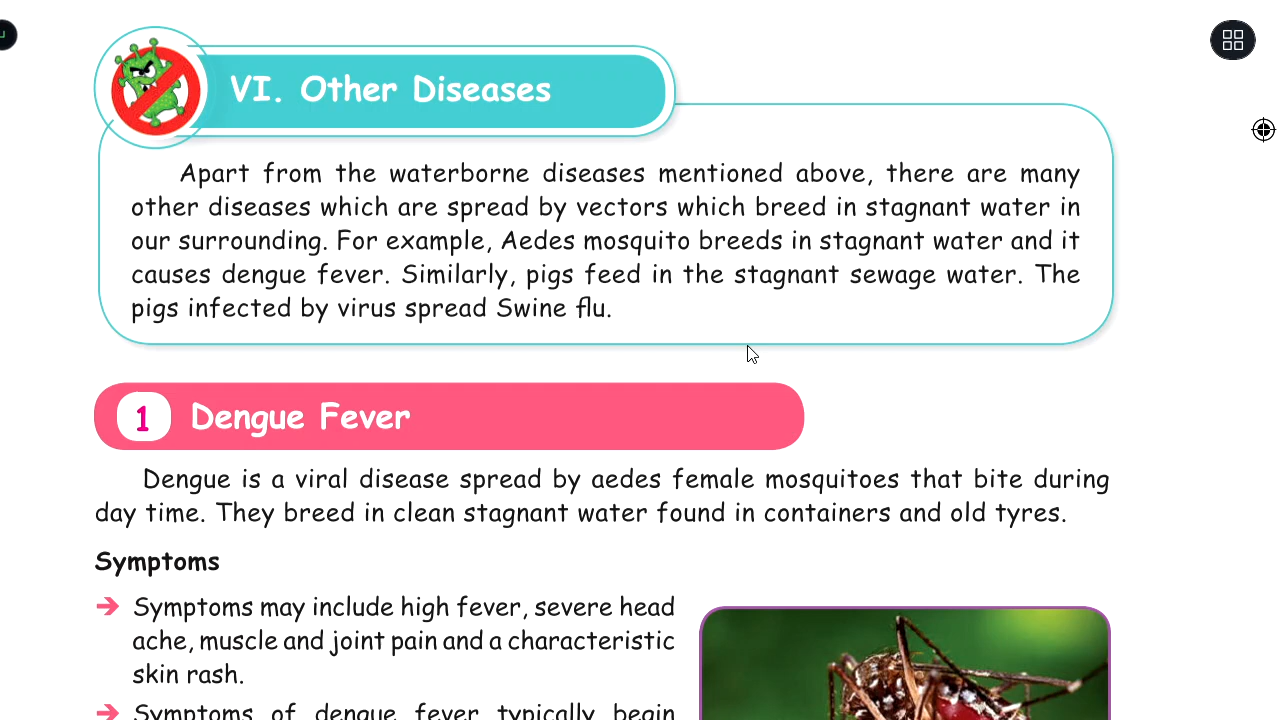 VI. Other Diseases
Apart from the waterborne diseases mentioned above, there are many
other diseases which are spread by vectors which breed in stagnant water in
our surrounding. For example, Aedes mosquito breeds in stagnant water and it
causes dengue fever. Similarly, pigs feed in the stagnant sewage water. The
pigs infected by virus spread Swine flu.
1 Dengue Fever
Dengue is a viral disease spread by aedes female mosquitoes that bite during
day time. They breed in clean stagnant water found in containers and old tyres.
Symptoms
➔ Symptoms may include high fever, severe head
ache, muscle and joint pain and a characteristic
skin rash.
➔ Symptoms of dengue fever typically begin